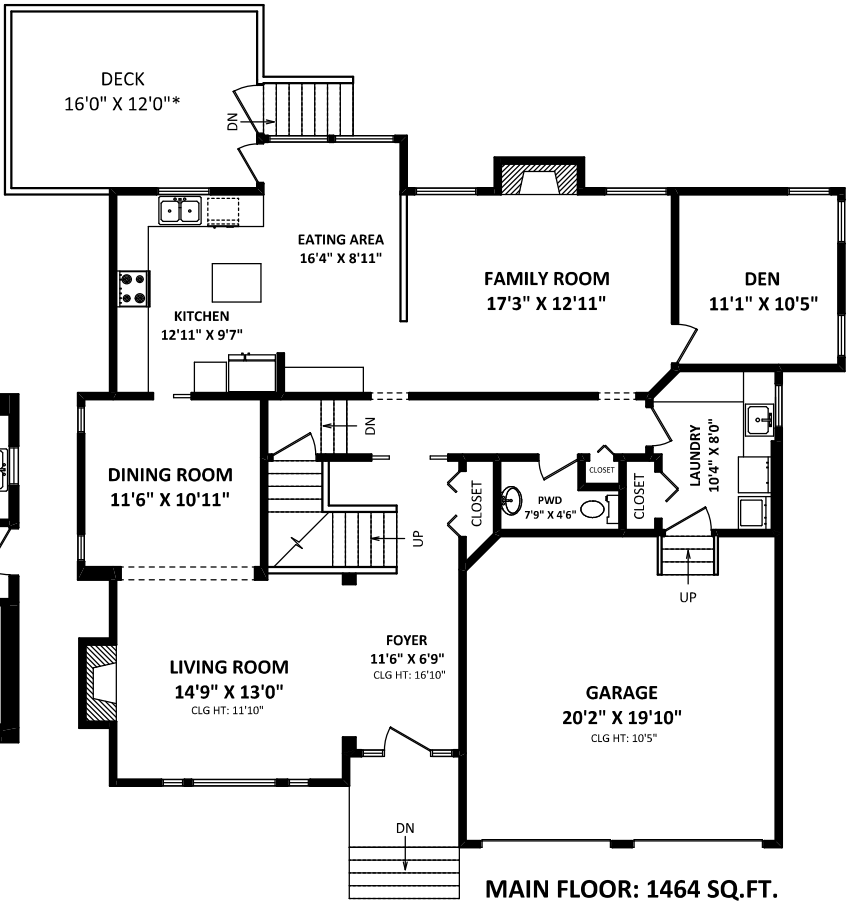 DECK
16'0" X 12'0"*
DN
EATING AREA
16'4" X 8'11"
FAMILY ROOM
17'3" X 12'11"
DEN
11'1" X 10'5"
KITCHEN
12'11" X 9'7"
DN
LAUNDRY
10'4" X 8'0"
DINING ROOM
11'6" X 10'11"
CLOSET
CLOSET
PWD
7'9" X 4'6"
CLOSET
UP
UP
FOYER
11'6" X 6'9"
CLG HT: 16'10"
LIVING ROOM
14'9" X 13'0"
CLG HT: 11'10"
GARAGE
20'2" X 19'10"
CLG HT: 10'5"
DN
MAIN FLOOR: 1464 SQ.FT.